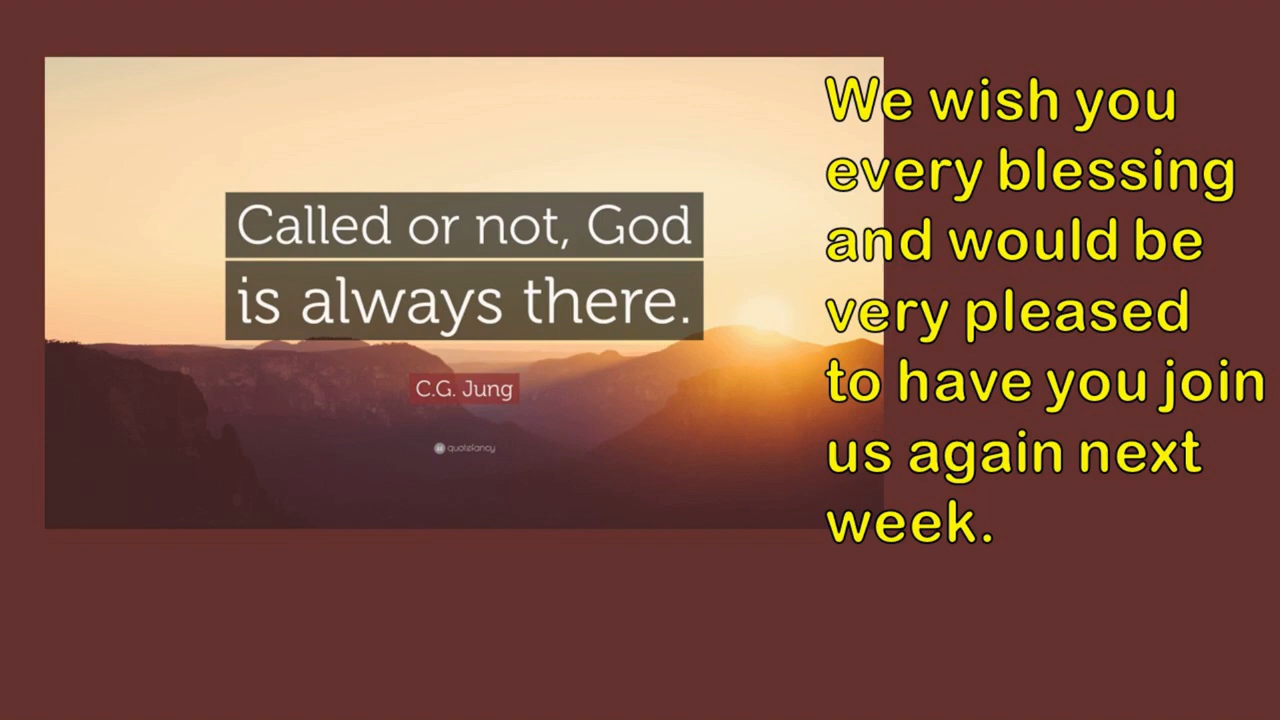 Called or not, God
is always there.
C.G. Jung
quotefancy
We wish you
every blessing
and would be
very pleased
to have you join
us again next
week.